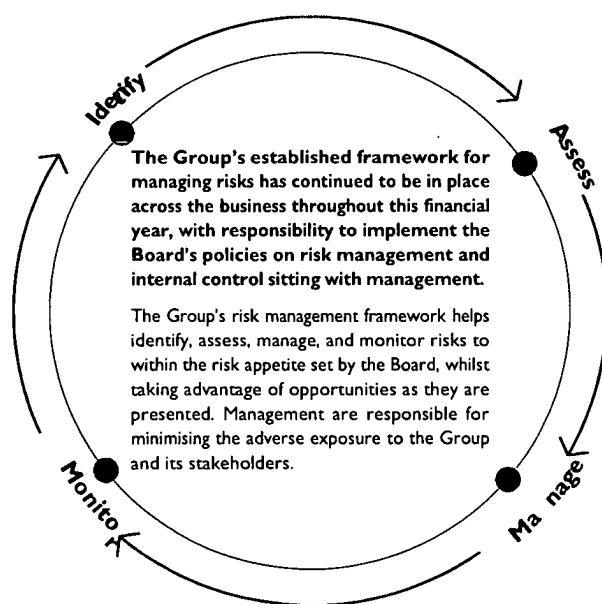 Identify
Assess
The Group's established framework for
managing risks has continued to be in place
across the business throughout this financial
year, with responsibility to implement the
Board's policies on risk management and
internal control sitting with management.
The Group's risk management framework helps
identify, assess, manage, and monitor risks to
within the risk appetite set by the Board, whilst
taking advantage of opportunities as they are
presented. Management are responsible for
minimising the adverse exposure to the Group
and its stakeholders.
Monitor
Ma nage